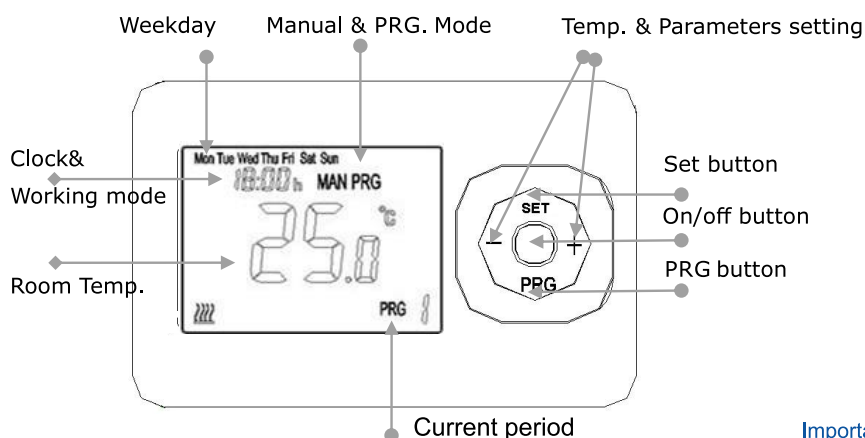 Weekday
Manual & PRG. Mode
Temp. & Parameters setting
Clock&
Working mode
Mon Tue Wed Thu Fri Sat Sun
18:00 h MAN PRG
25.0 °C
Room Temp.
PRG 1
SET
- +
PRG
Set button
On/off button
PRG button
Current period
Importa